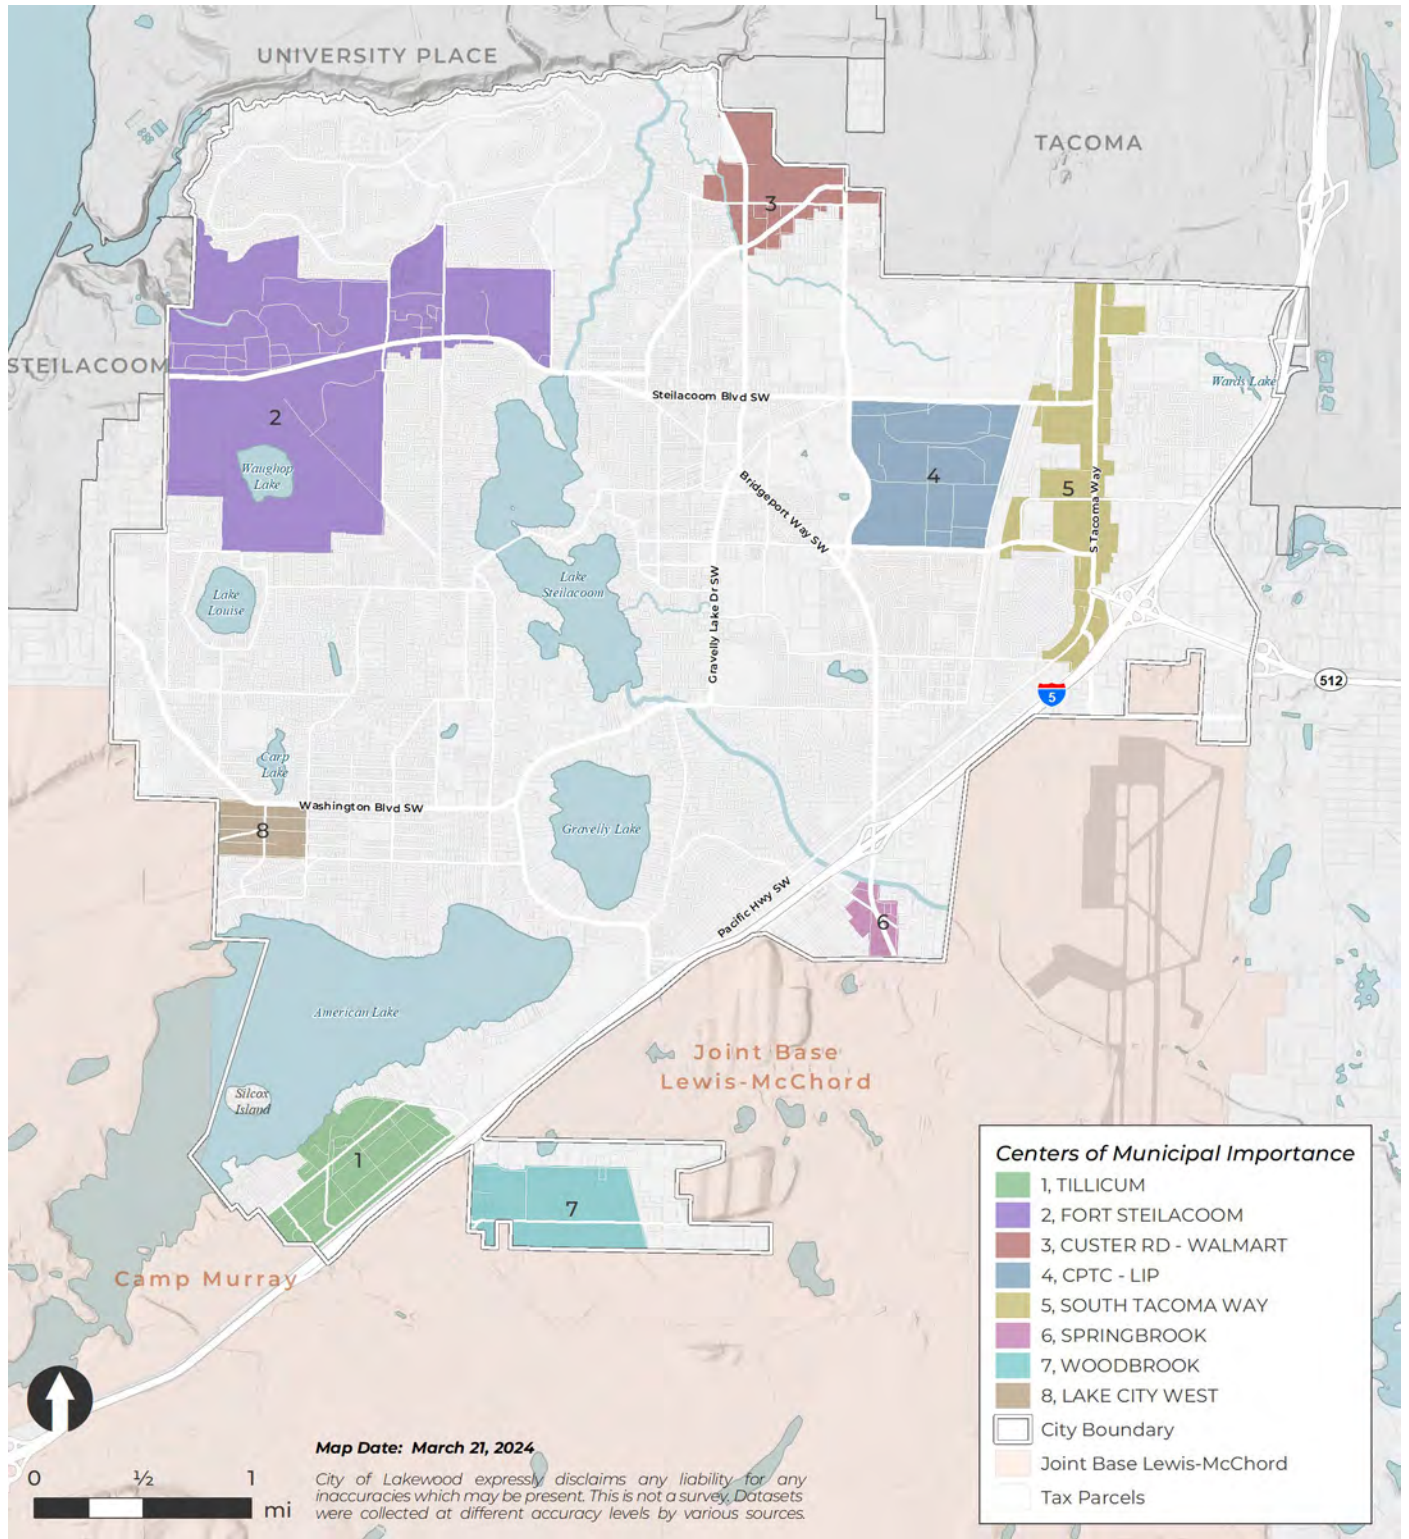 UNIVERSITY PLACE
TACOMA
3
STEILACOOM
2
Waughop
Lake
Steilacoom Blvd SW
Wards Lake
4
4
5
Bridgeport Way SW
S Tacoma Way
Lake
Louise
Lake
Steilacoom
Gravelly Lake Dr SW
512
5
Carp
Lake
Washington Blvd SW
8
Gravelly Lake
Pacific Hwy SW
6
American Lake
Joint Base
Lewis-McChord
Silcox
Island
1
7
Camp Murray
Centers of Municipal Importance
1, TILLICUM
2, FORT STEILACOOM
3, CUSTER RD - WALMART
4, CPTC - LIP
5, SOUTH TACOMA WAY
6, SPRINGBROOK
7, WOODBROOK
8, LAKE CITY WEST
City Boundary
Joint Base Lewis-McChord
Tax Parcels
Map Date: March 21, 2024
0 ½ 1
mi
City of Lakewood expressly disclaims any liability for any
inaccuracies which may be present. This is not a survey. Datasets
were collected at different accuracy levels by various sources.